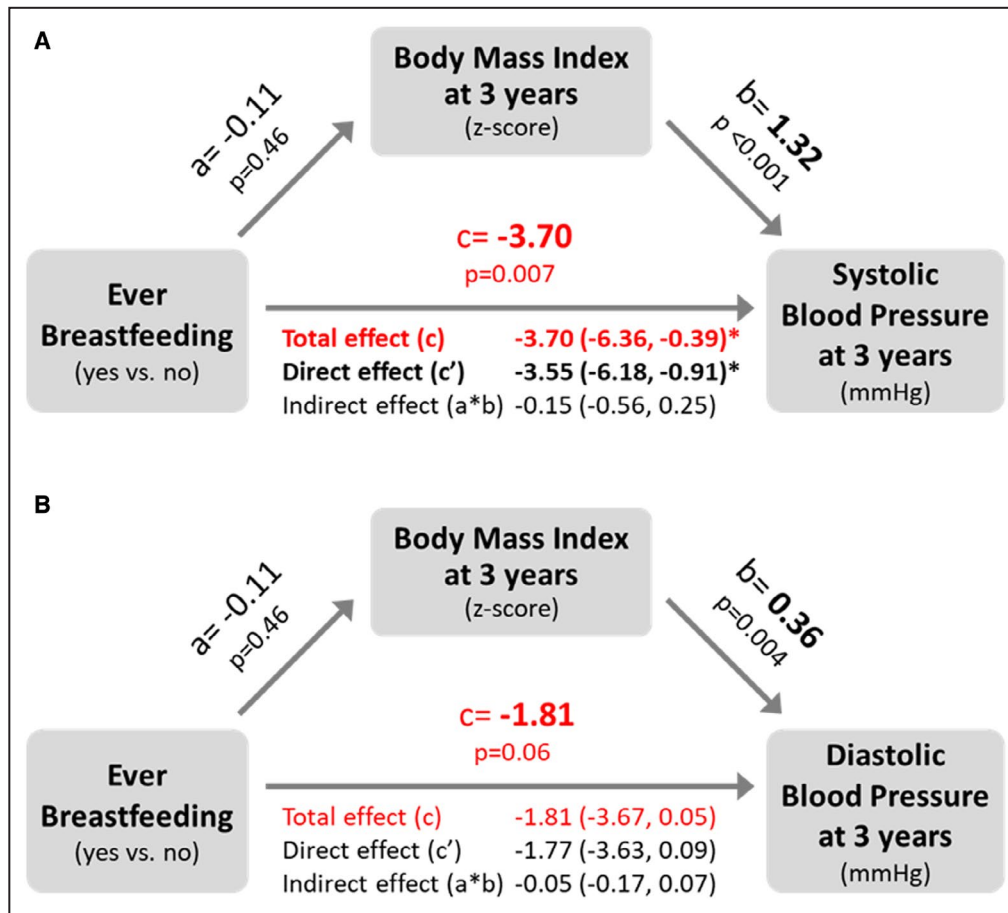 A
Body Mass Index
at 3 years
(z-score)
a= -0.11
p=0.46
b= 1.32
p <0.001
c= -3.70
p=0.007
Ever
Breastfeeding
(yes vs. no)
Systolic
Blood Pressure
at 3 years
(mmHg)
Total effect (c) -3.70 (-6.36, -0.39)*
Direct effect (c’) -3.55 (-6.18, -0.91)*
Indirect effect (a*b) -0.15 (-0.56, 0.25)
B
Body Mass Index
at 3 years
(z-score)
a= -0.11
p=0.46
b= 0.36
p=0.004
c= -1.81
p=0.06
Ever
Breastfeeding
(yes vs. no)
Diastolic
Blood Pressure
at 3 years
(mmHg)
Total effect (c) -1.81 (-3.67, 0.05)
Direct effect (c’) -1.77 (-3.63, 0.09)
Indirect effect (a*b) -0.05 (-0.17, 0.07)